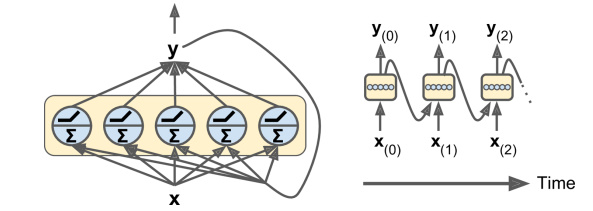 y
Σ Σ Σ Σ Σ
x
y(0) y(1) y(2)
x(0) x(1) x(2)
Time